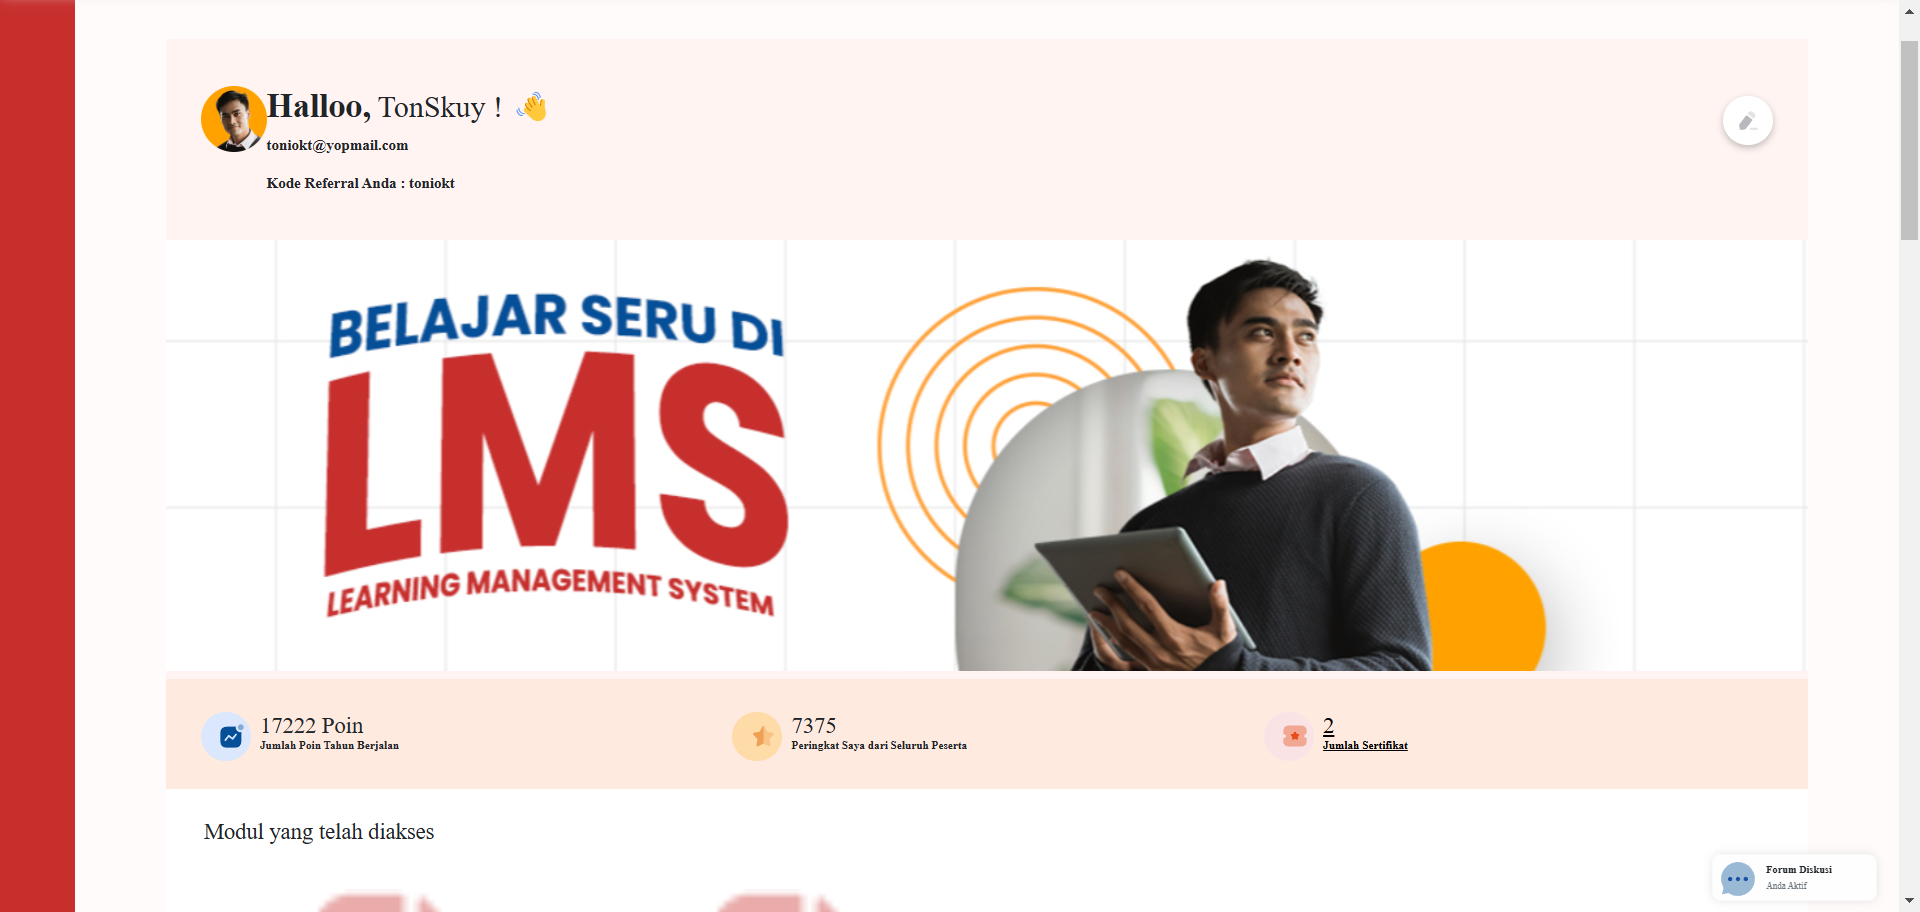 Halloo, TonSkuy !
toniokt@yopmail.com
Kode Referral Anda : toniokt
BELAJAR SERU DI
LMS
LEARNING MANAGEMENT SYSTEM
17222 Poin
Jumlah Poin Tahun Berjalan
7375
Peringkat Saya dari Seluruh Peserta
2
Jumlah Sertifikat
Modul yang telah diakses
Forum Diskusi
Anda Aktif